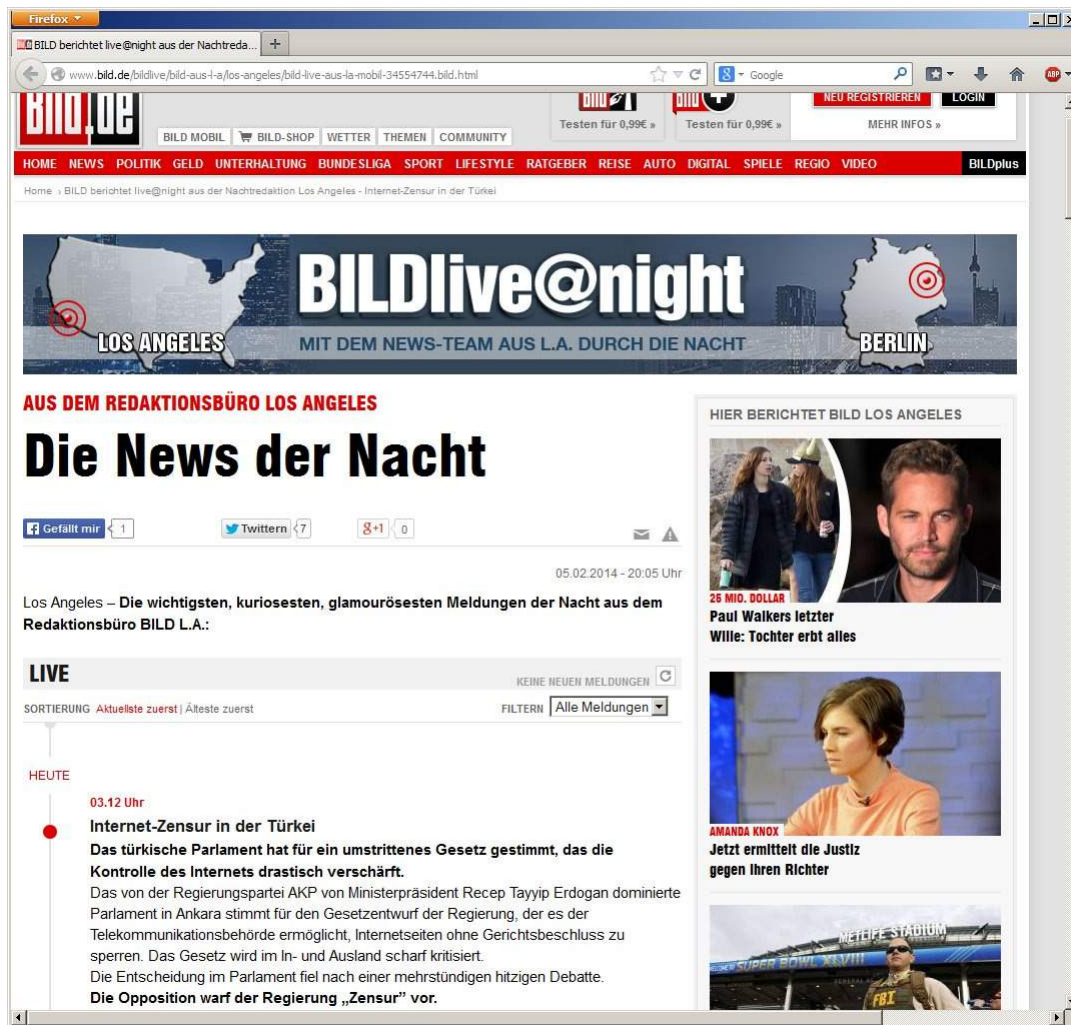 Firefox
BILD berichtet live@night aus der Nachtreda... +
www.bild.de/bildlive/bild-aus-l-a/los-angeles/bild-live-aus-la-mobil-34554744.bild.html
Google
ABP
Bild.de
BILD MOBIL BILD-SHOP WETTER THEMEN COMMUNITY
Testen für 0,99€ »
Testen für 0,99€ »
NEU REGISTRIEREN LOGIN
MEHR INFOS »
HOME NEWS POLITIK GELD UNTERHALTUNG BUNDESLIGA SPORT LIFESTYLE RATGEBER REISE AUTO DIGITAL SPIELE REGIO VIDEO BILDplus
Home › BILD berichtet live@night aus der Nachtredaktion Los Angeles - Internet-Zensur in der Türkei
BILDlive@night
LOS ANGELES
MIT DEM NEWS-TEAM AUS L.A. DURCH DIE NACHT
BERLIN
AUS DEM REDAKTIONSBÜRO LOS ANGELES
Die News der Nacht
Gefällt mir 1 Twittern 7 g+1 0
05.02.2014 - 20:05 Uhr
Los Angeles – Die wichtigsten, kuriosesten, glamourösesten Meldungen der Nacht aus dem
Redaktionsbüro BILD L.A.:
LIVE
KEINE NEUEN MELDUNGEN
SORTIERUNG Aktuellste zuerst | Älteste zuerst
FILTERN Alle Meldungen
HEUTE
03.12 Uhr
Internet-Zensur in der Türkei
Das türkische Parlament hat für ein umstrittenes Gesetz gestimmt, das die
Kontrolle des Internets drastisch verschärft.
Das von der Regierungspartei AKP von Ministerpräsident Recep Tayyip Erdogan dominierte
Parlament in Ankara stimmt für den Gesetzentwurf der Regierung, der es der
Telekommunikationsbehörde ermöglicht, Internetseiten ohne Gerichtsbeschluss zu
sperren. Das Gesetz wird im In- und Ausland scharf kritisiert.
Die Entscheidung im Parlament fiel nach einer mehrstündigen hitzigen Debatte.
Die Opposition warf der Regierung „Zensur” vor.
HIER BERICHTET BILD LOS ANGELES
25 MIO. DOLLAR
Paul Walkers letzter
Wille: Tochter erbt alles
AMANDA KNOX
Jetzt ermittelt die Justiz
gegen ihren Richter
METLIFE STADIUM
SUPER BOWL XLVIII
FBI